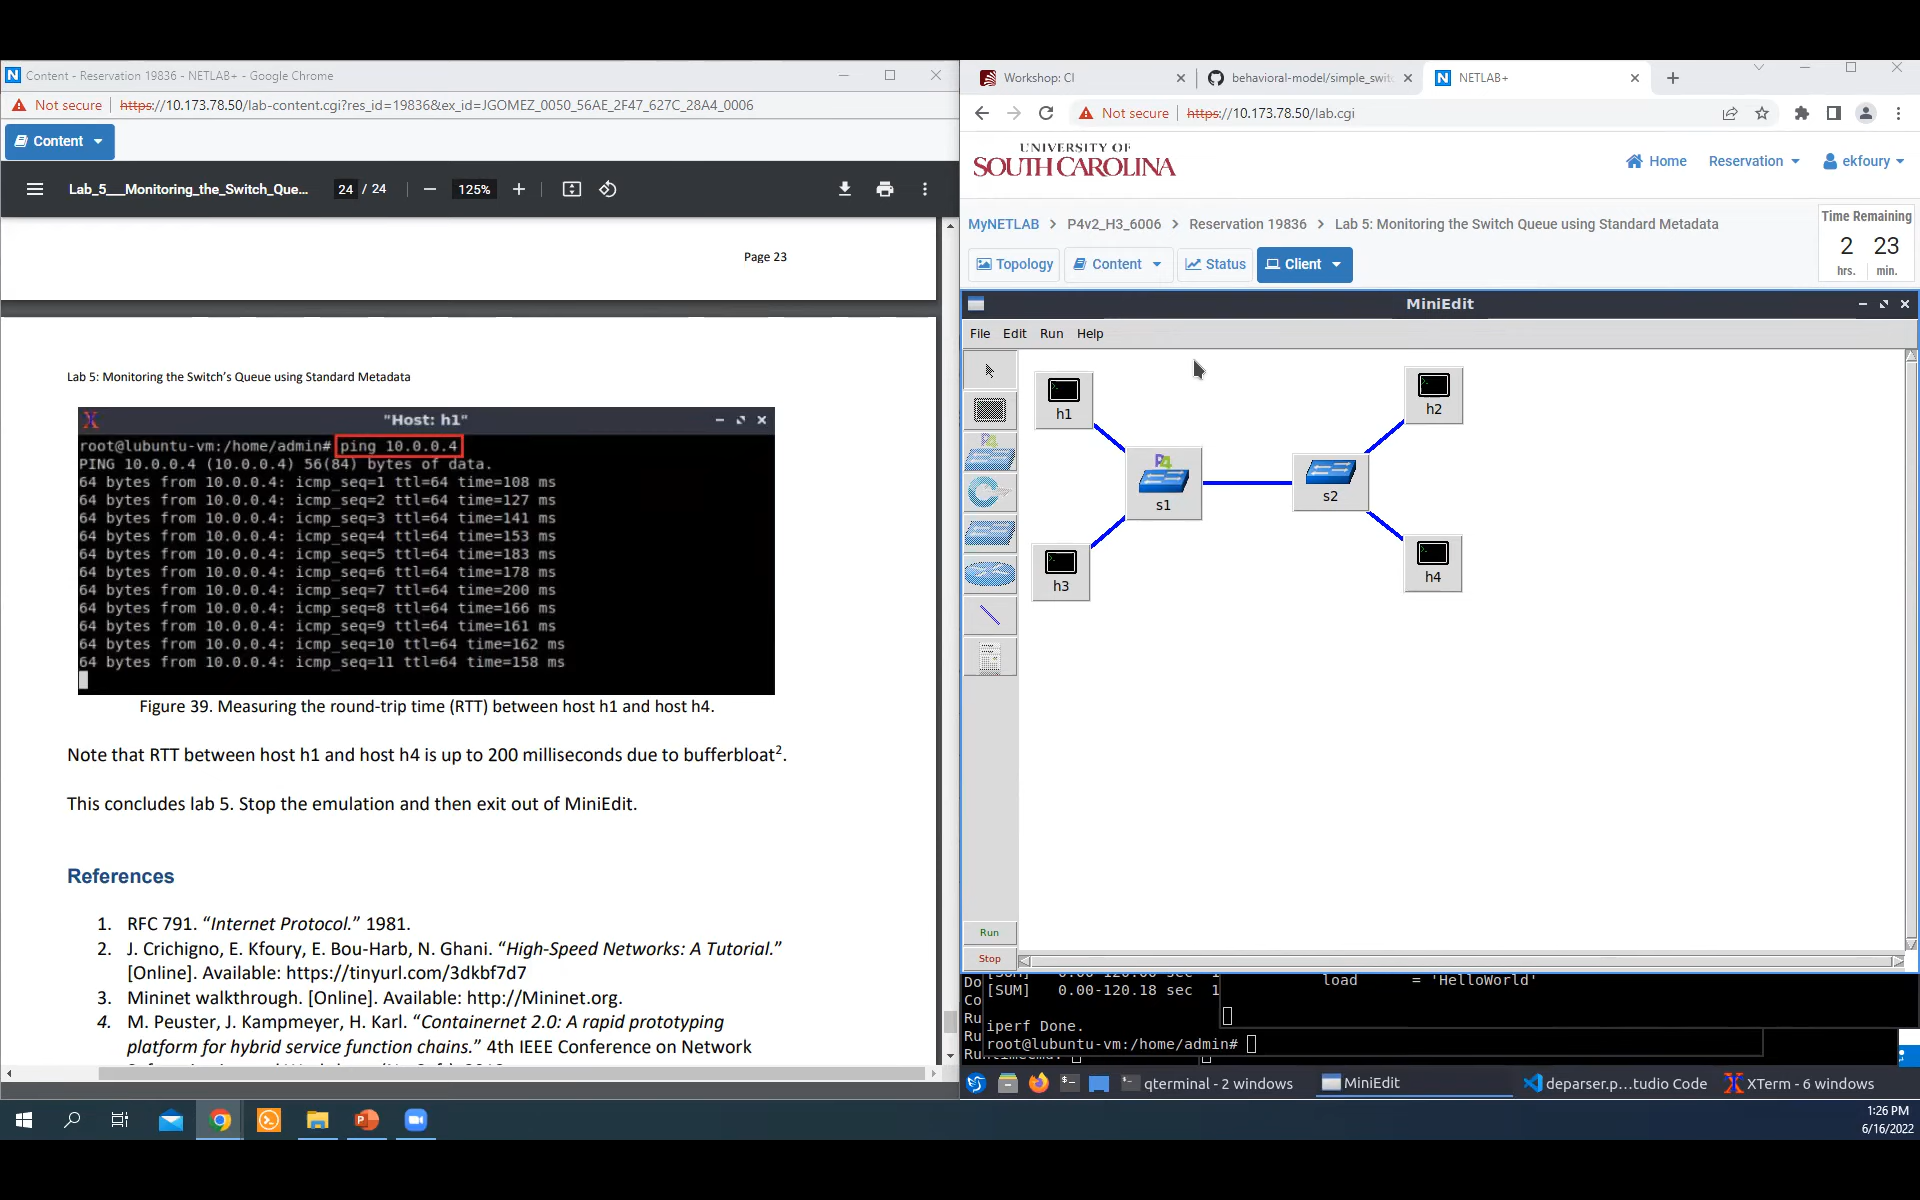 Content - Reservation 19836 - NETLAB+ - Google Chrome
Not secure https://10.173.78.50/lab-content.cgi?res_id=19836&ex_id=JGOMEZ_0050_56AE_2F47_627C_28A4_0006
Content
Lab_5__Monitoring_the_Switch_Que... 24 / 24 125%
Page 23
Lab 5: Monitoring the Switch's Queue using Standard Metadata
"Host: h1"
root@lubuntu-vm:/home/admin# ping 10.0.0.4
PING 10.0.0.4 (10.0.0.4) 56(84) bytes of data.
64 bytes from 10.0.0.4: icmp_seq=1 ttl=64 time=108 ms
64 bytes from 10.0.0.4: icmp_seq=2 ttl=64 time=127 ms
64 bytes from 10.0.0.4: icmp_seq=3 ttl=64 time=141 ms
64 bytes from 10.0.0.4: icmp_seq=4 ttl=64 time=153 ms
64 bytes from 10.0.0.4: icmp_seq=5 ttl=64 time=183 ms
64 bytes from 10.0.0.4: icmp_seq=6 ttl=64 time=178 ms
64 bytes from 10.0.0.4: icmp_seq=7 ttl=64 time=200 ms
64 bytes from 10.0.0.4: icmp_seq=8 ttl=64 time=166 ms
64 bytes from 10.0.0.4: icmp_seq=9 ttl=64 time=161 ms
64 bytes from 10.0.0.4: icmp_seq=10 ttl=64 time=162 ms
64 bytes from 10.0.0.4: icmp_seq=11 ttl=64 time=158 ms
Figure 39. Measuring the round-trip time (RTT) between host h1 and host h4.
Note that RTT between host h1 and host h4 is up to 200 milliseconds due to bufferbloat².
This concludes lab 5. Stop the emulation and then exit out of MiniEdit.
References
1. RFC 791. “Internet Protocol.” 1981.
2. J. Crichigno, E. Kfoury, E. Bou-Harb, N. Ghani. “High-Speed Networks: A Tutorial.”
[Online]. Available: https://tinyurl.com/3dkbf7d7
3. Mininet walkthrough. [Online]. Available: http://Mininet.org.
4. M. Peuster, J. Kampmeyer, H. Karl. “Containernet 2.0: A rapid prototyping
platform for hybrid service function chains.” 4th IEEE Conference on Network
Workshop: CI
behavioral-model/simple_switc
NETLAB+
Not secure https://10.173.78.50/lab.cgi
UNIVERSITY OF
SOUTH CAROLINA
Home Reservation ekfoury
MyNETLAB > P4v2_H3_6006 > Reservation 19836 > Lab 5: Monitoring the Switch Queue using Standard Metadata
Time Remaining
2 23
hrs. min.
Topology Content Status Client
MiniEdit
File Edit Run Help
h1
h2
P4
s1
s2
h3
h4
P4
Run
Stop
Do
[SUM] 0.00-120.00 sec 1
[SUM] 0.00-120.18 sec 1
Co
Ru
iperf Done.
Ru
root@lubuntu-vm:/home/admin#
load = 'HelloWorld'
qterminal - 2 windows
MiniEdit
deparser.p...tudio Code
XTerm - 6 windows
1:26 PM
6/16/2022